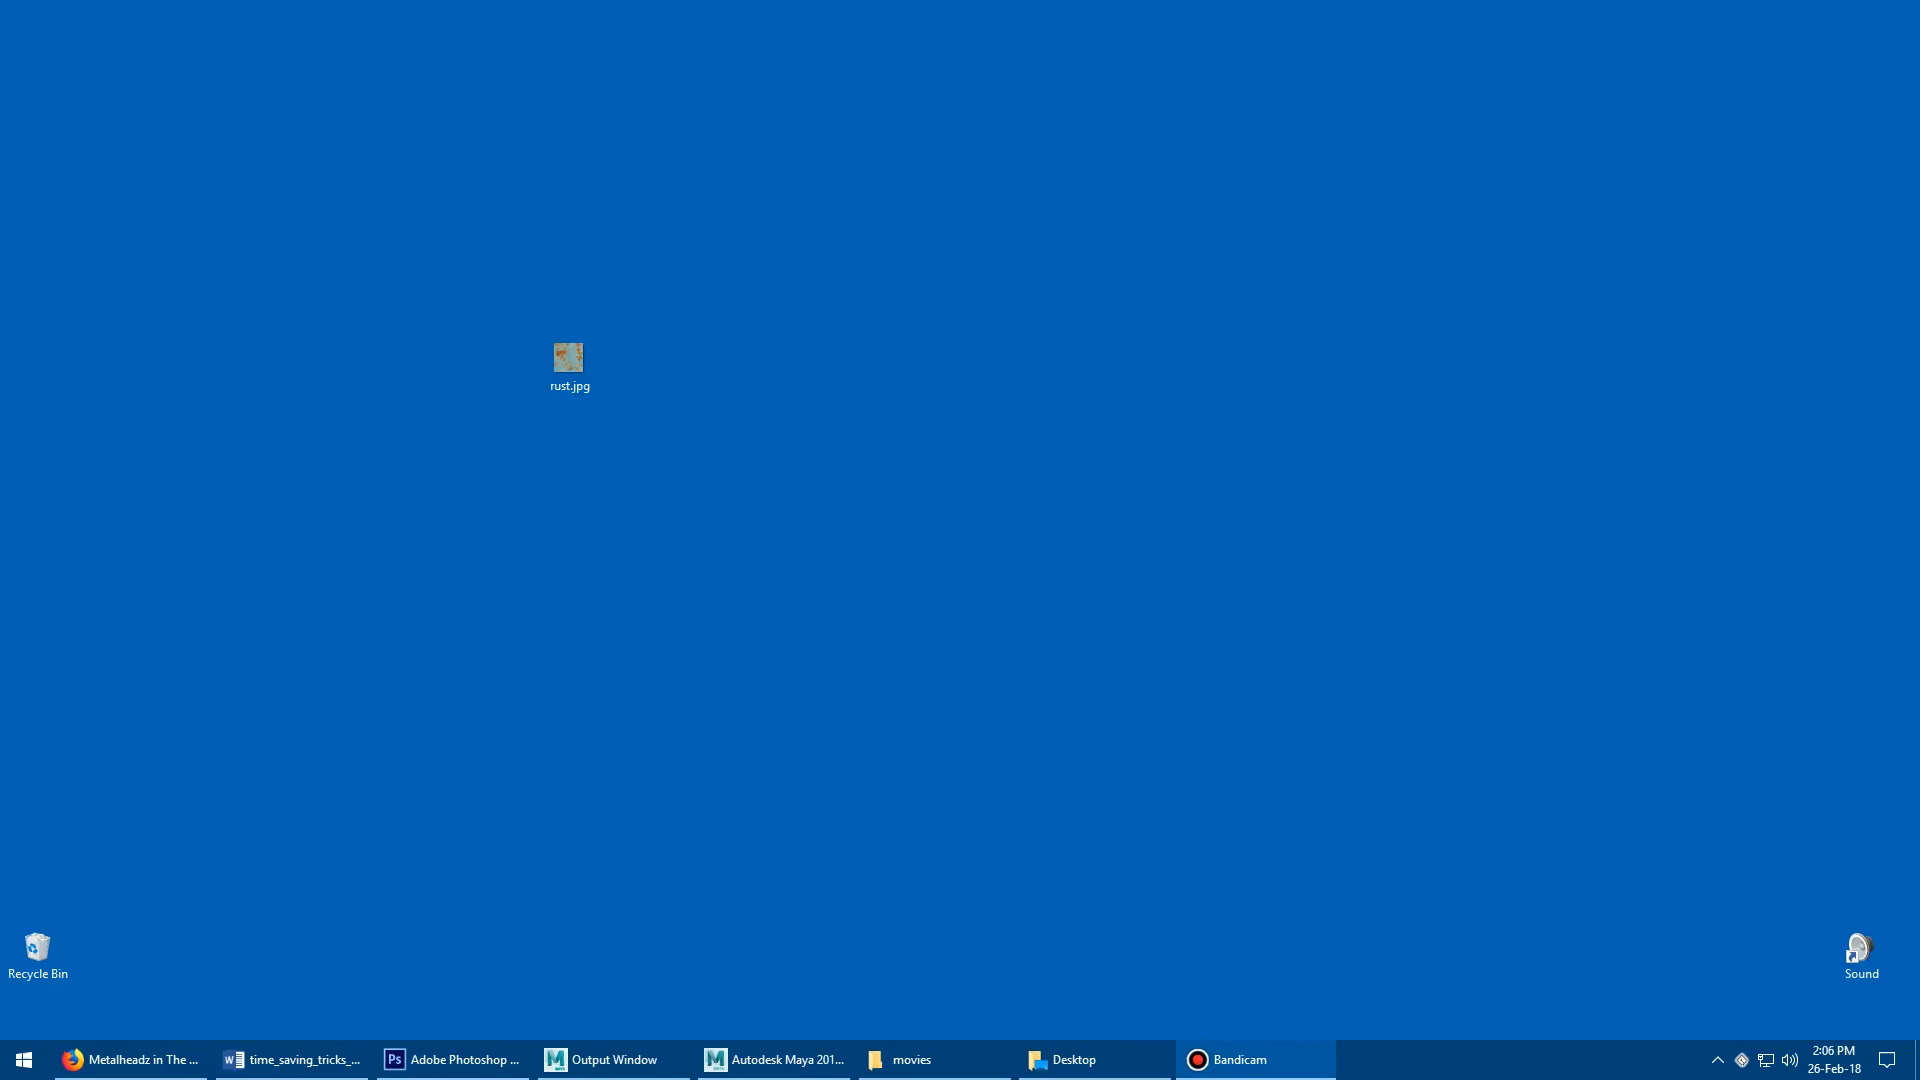 rust.jpg
Recycle Bin
Sound
Metalheadz in The ...
time_saving_tricks_...
Ps
Adobe Photoshop ...
Output Window
Autodesk Maya 201...
movies
Desktop
Bandicam
2:06 PM
26-Feb-18